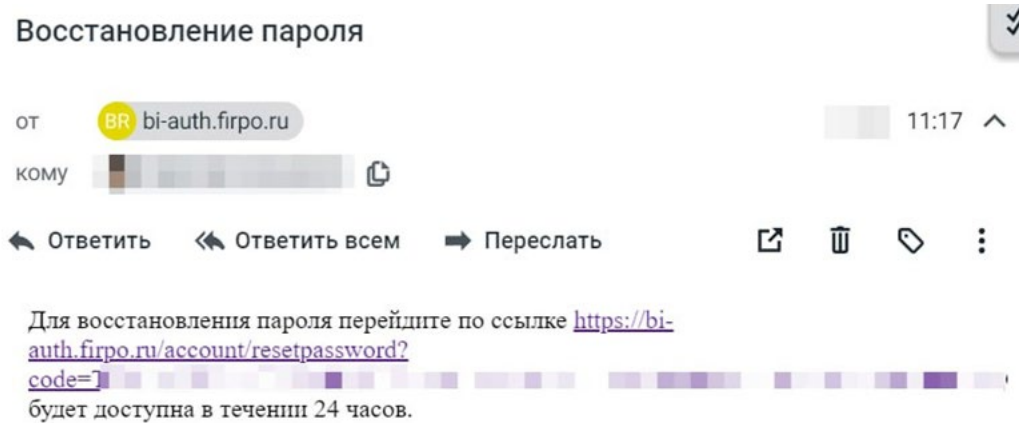 Восстановление пароля
от BR bi-auth.firpo.ru 11:17
кому
Ответить Ответить всем Переслать
Для восстановления пароля перейдите по ссылке https://bi-
auth.firpo.ru/account/resetpassword?
code=
будет доступна в течении 24 часов.